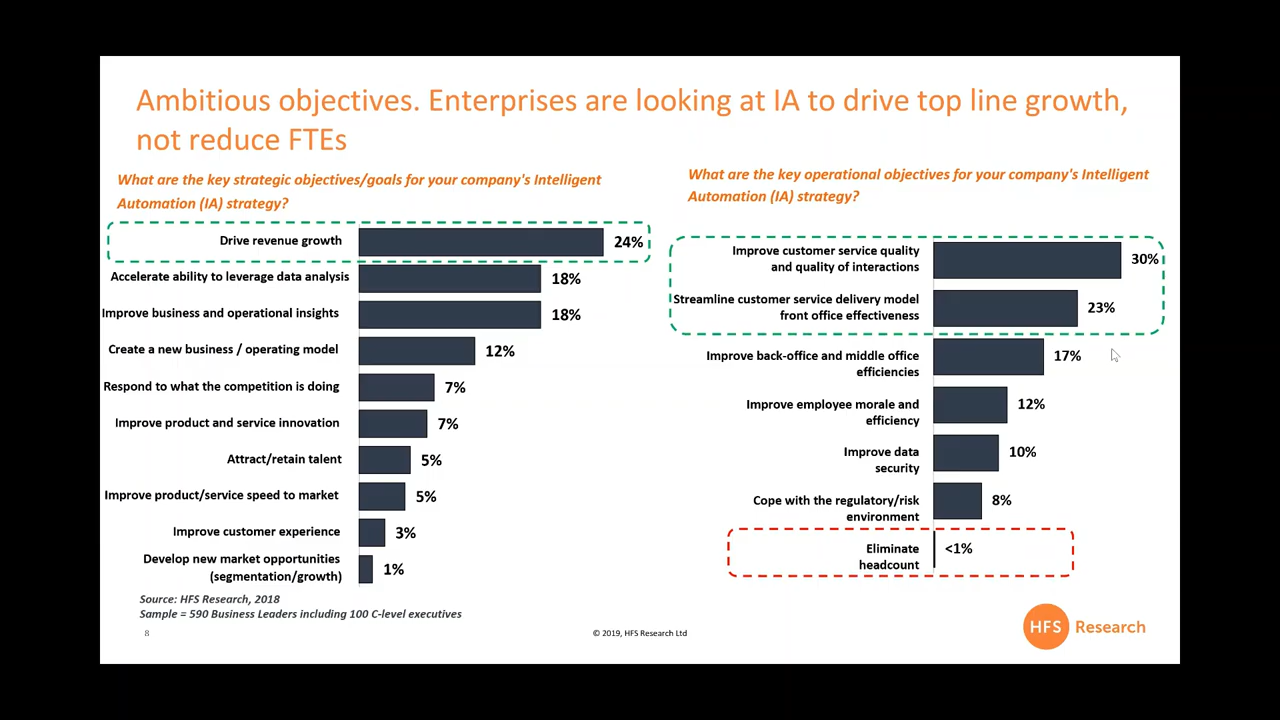 Ambitious objectives. Enterprises are looking at IA to drive top line growth,
not reduce FTEs
What are the key strategic objectives/goals for your company's Intelligent
Automation (IA) strategy?
Drive revenue growth 24%
Accelerate ability to leverage data analysis 18%
Improve business and operational insights 18%
Create a new business / operating model 12%
Respond to what the competition is doing 7%
Improve product and service innovation 7%
Attract/retain talent 5%
Improve product/service speed to market 5%
Improve customer experience 3%
Develop new market opportunities
(segmentation/growth) 1%
What are the key operational objectives for your company's Intelligent
Automation (IA) strategy?
Improve customer service quality
and quality of interactions 30%
Streamline customer service delivery model
front office effectiveness 23%
Improve back-office and middle office
efficiencies 17%
Improve employee morale and
efficiency 12%
Improve data
security 10%
Cope with the regulatory/risk
environment 8%
Eliminate
headcount <1%
Source: HFS Research, 2018
Sample = 590 Business Leaders including 100 C-level executives
8
© 2019, HFS Research Ltd
HFS Research